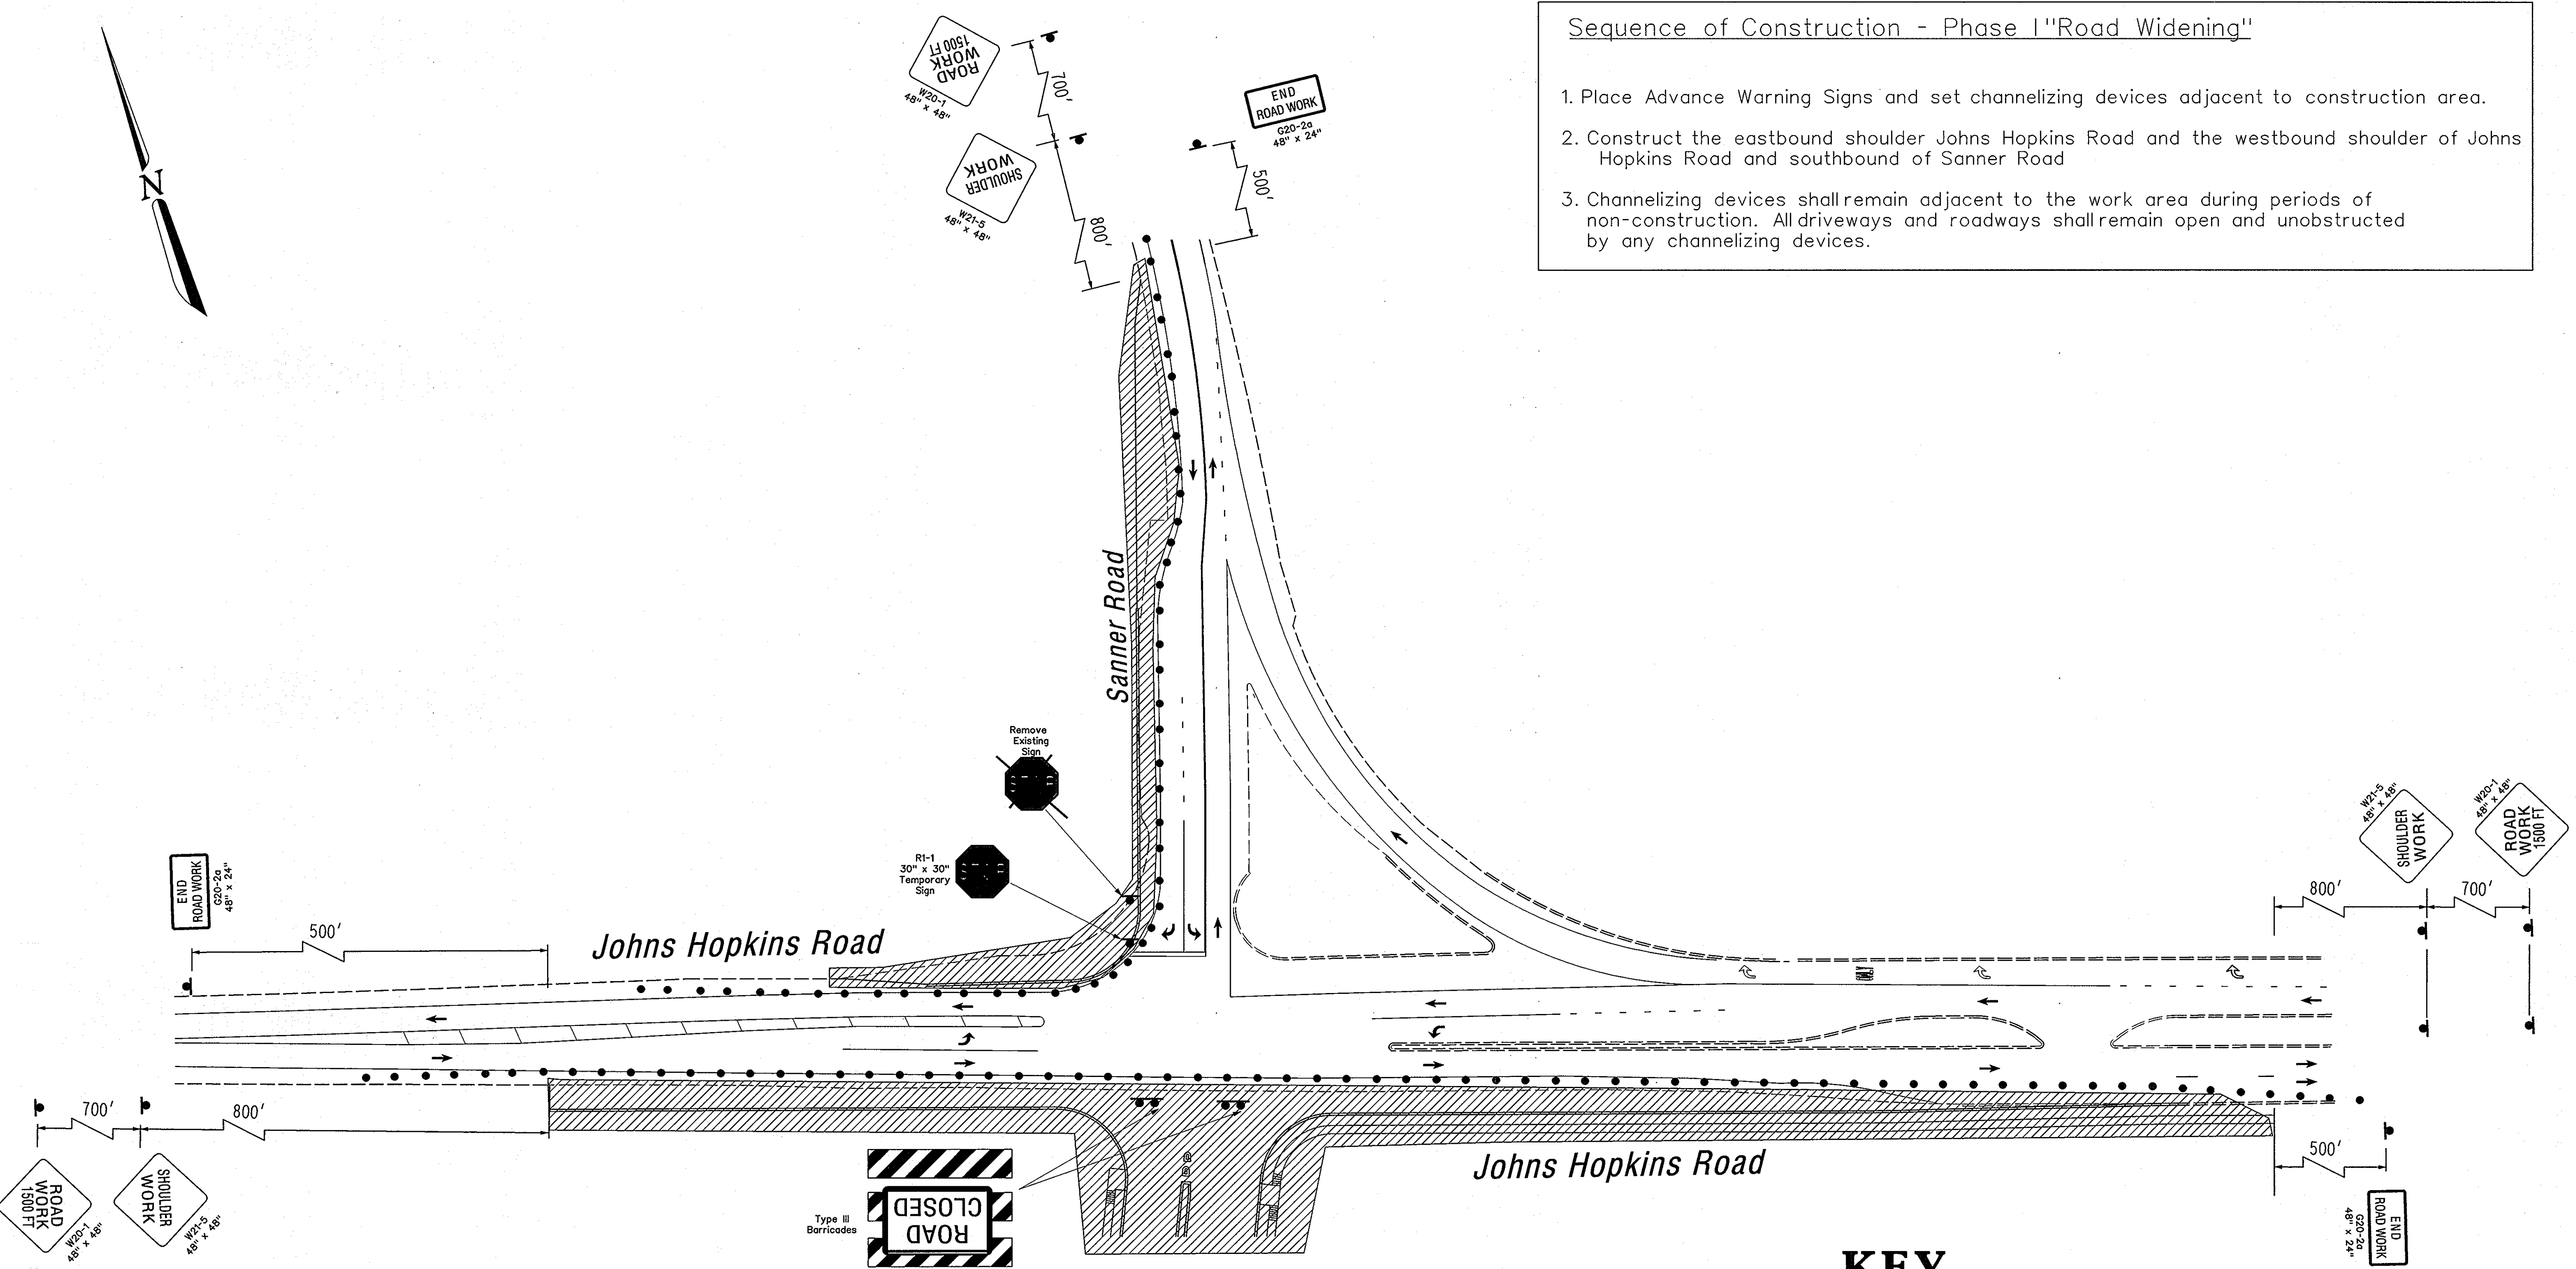 Sequence of Construction - Phase I "Road Widening"
1. Place Advance Warning Signs and set channelizing devices adjacent to construction area.
2. Construct the eastbound shoulder Johns Hopkins Road and the westbound shoulder of Johns
Hopkins Road and southbound of Sanner Road
3. Channelizing devices shall remain adjacent to the work area during periods of
non-construction. All driveways and roadways shall remain open and unobstructed
by any channelizing devices.
N
ROAD
WORK
1500 FT
W20-1
48" x 48"
700'
END
ROAD WORK
G20-2a
48" x 24"
SHOULDER
WORK
W21-5
48" x 48"
800'
500'
Sanner Road
Remove
Existing
Sign
R1-1
30" x 30"
Temporary
Sign
END
ROAD WORK
G20-2a
48" x 24"
500'
Johns Hopkins Road
W21-5
48" x 48"
SHOULDER
WORK
W20-1
48" x 48"
ROAD
WORK
1500 FT
800'
700'
700'
800'
ROAD
WORK
1500 FT
W20-1
48" x 48"
SHOULDER
WORK
W21-5
48" x 48"
Type III
Barricades
ROAD
CLOSED
Johns Hopkins Road
500'
END
ROAD WORK
G20-2a
48" x 24"
KEY